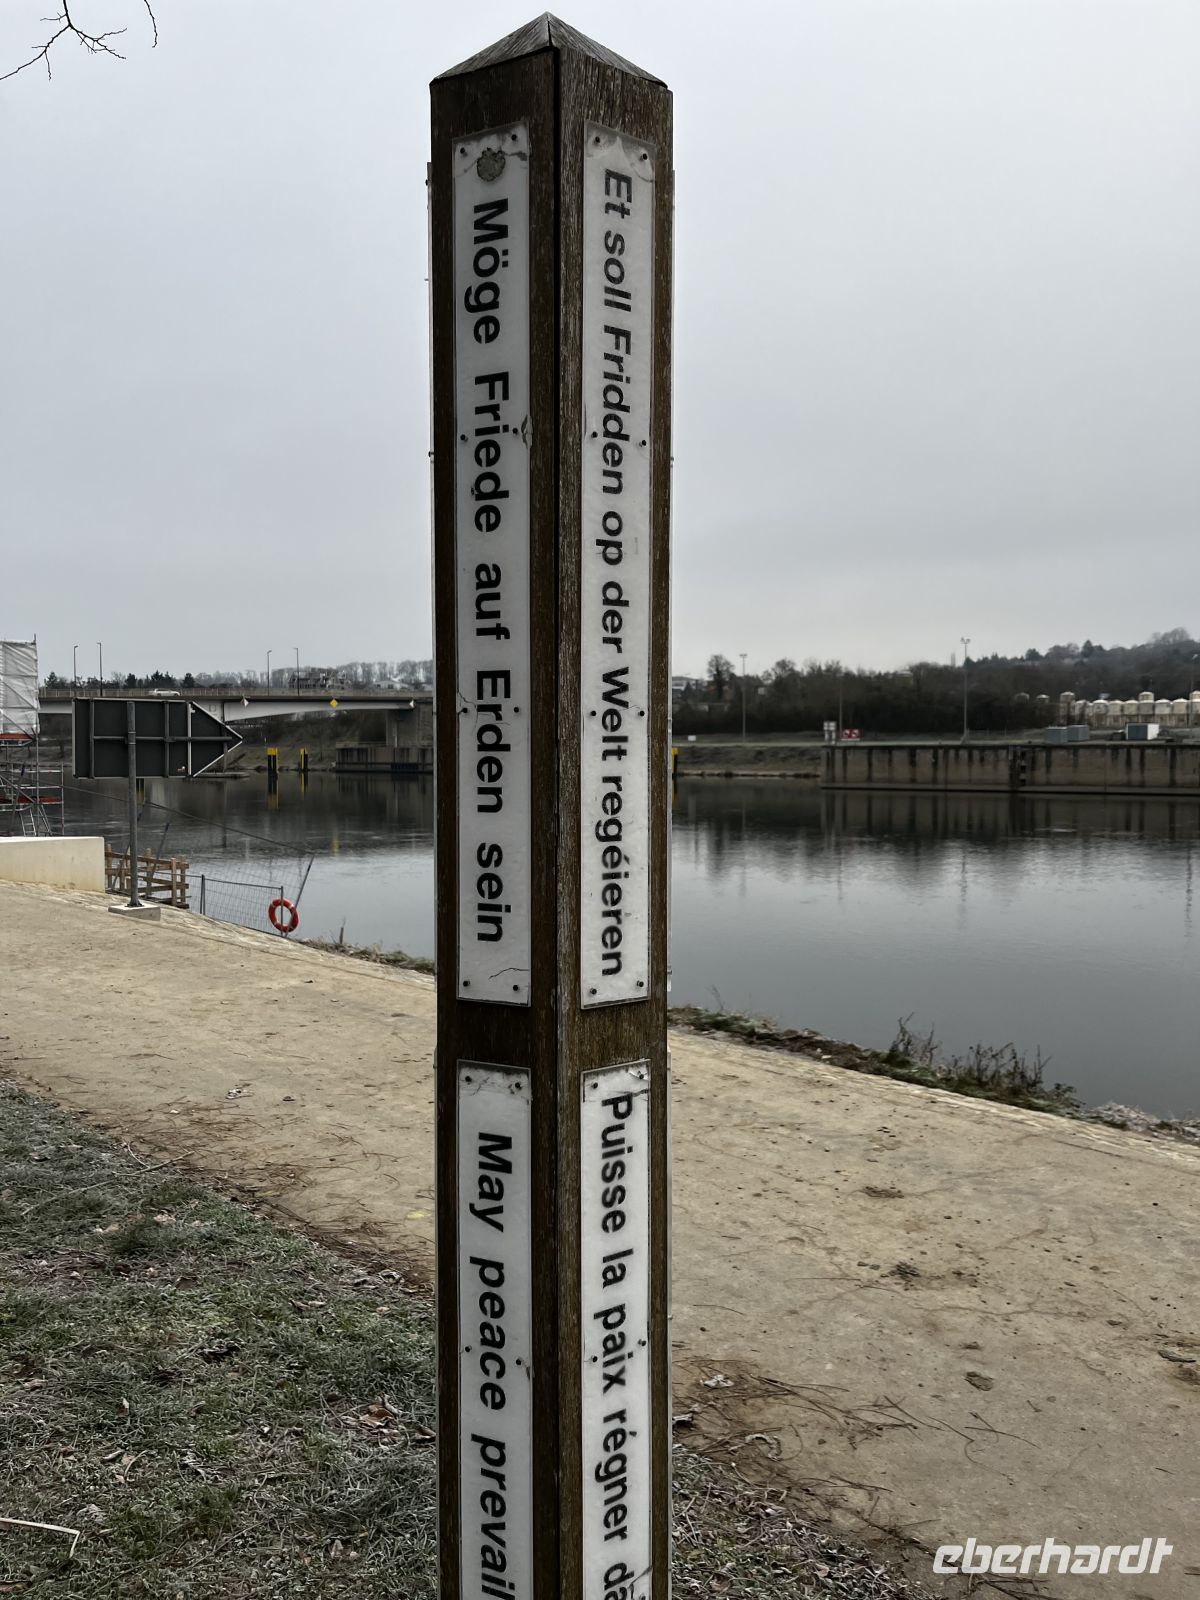 Möge Friede auf Erden sein
Et soll Fridden op der Welt regéieren
May peace prevail
Puisse la paix régner da
eberhardt